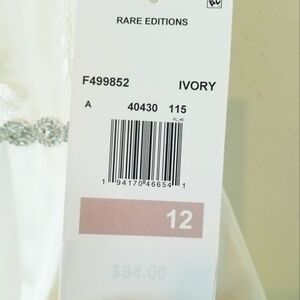 RARE EDITIONS
F499852 IVORY
A 40430 115
1 94170 46654 1
12
$84.00